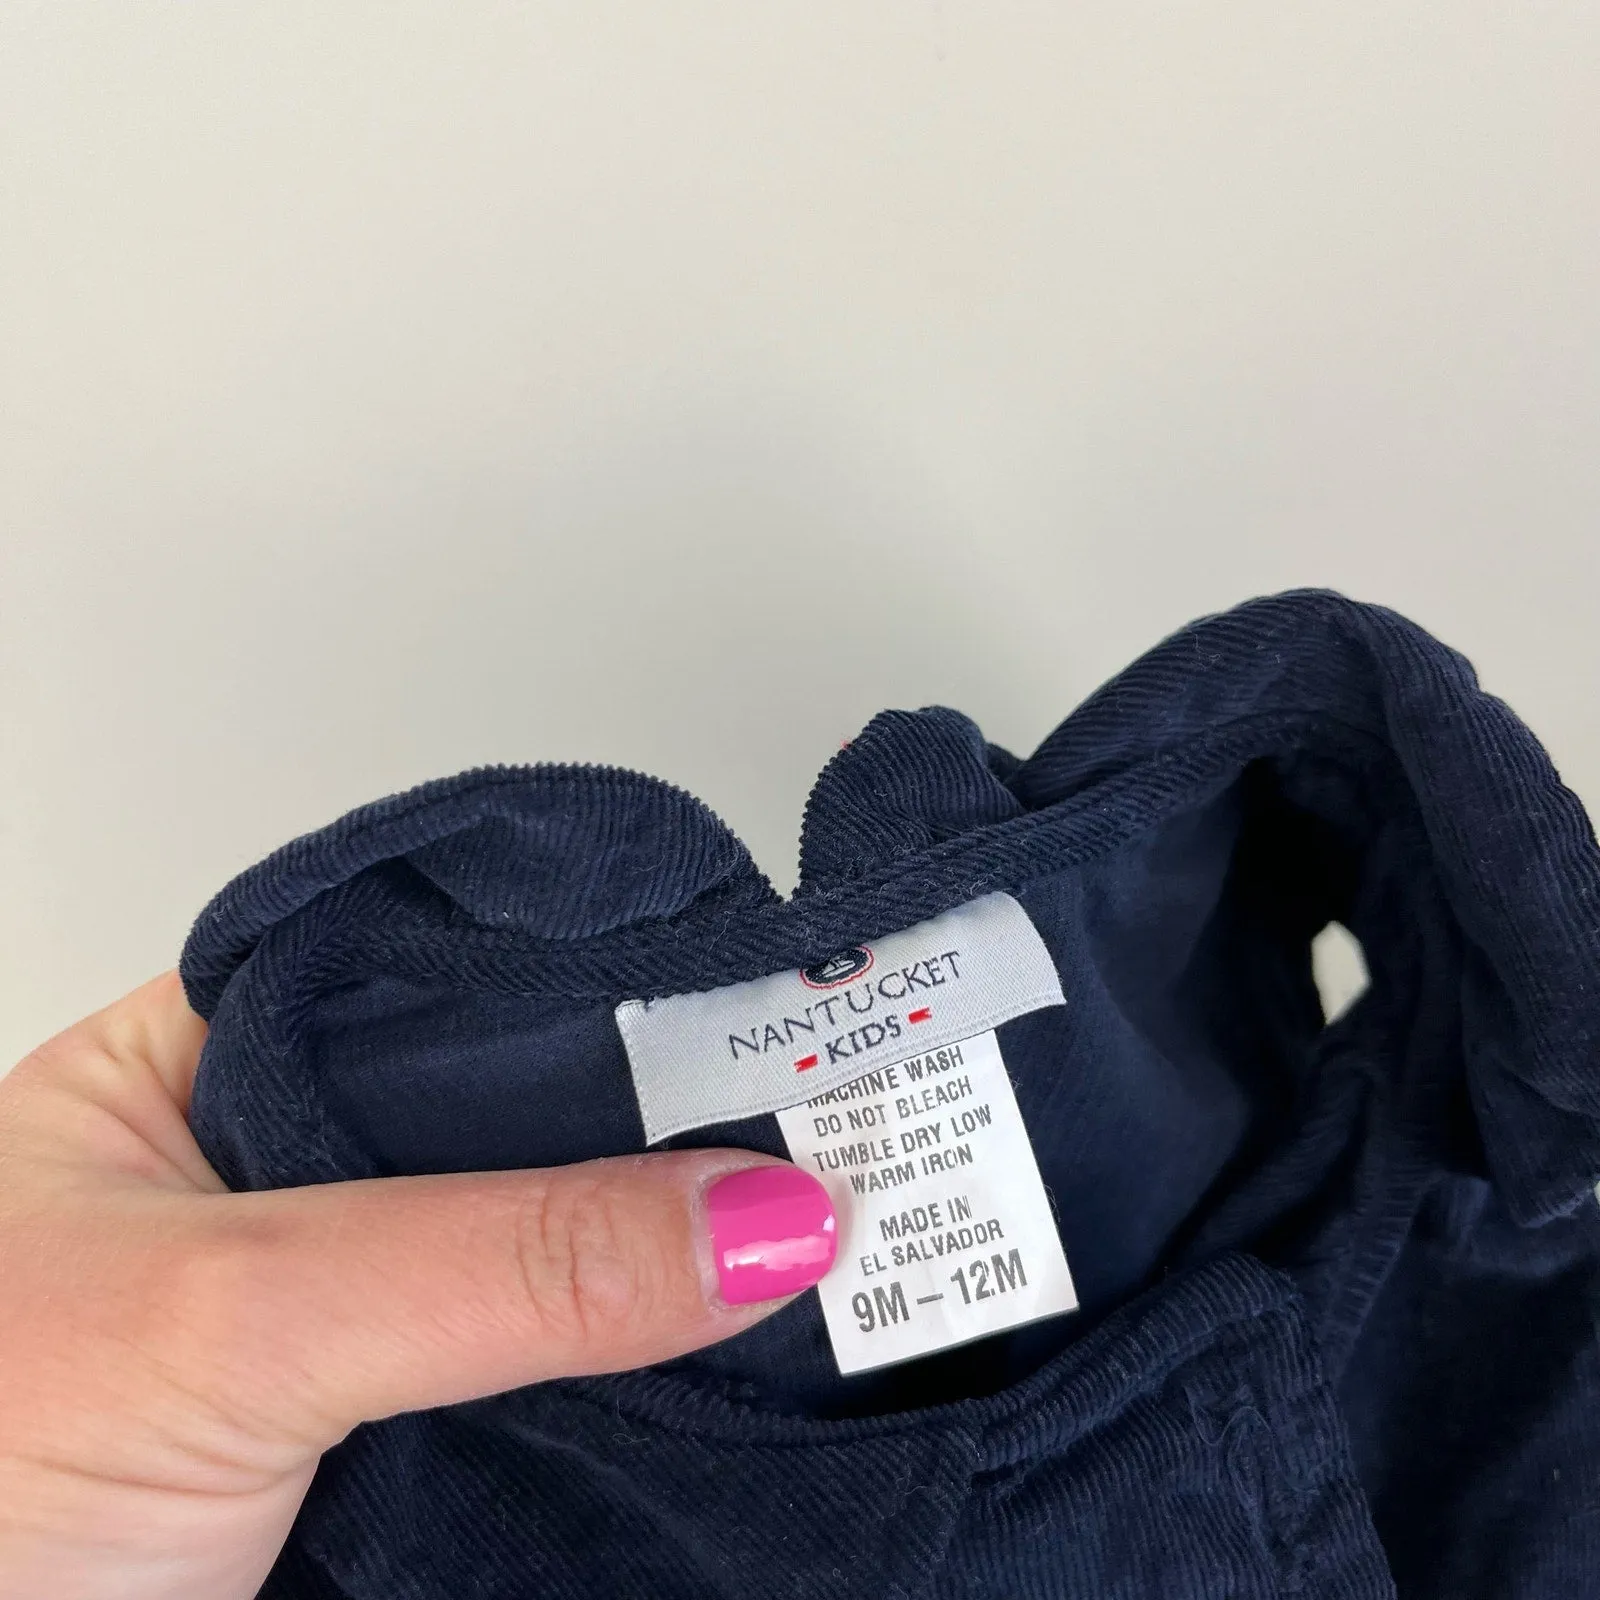 NANTUCKET
KIDS
MACHINE WASH
DO NOT BLEACH
TUMBLE DRY LOW
WARM IRON
MADE IN
EL SALVADOR
9M – 12M